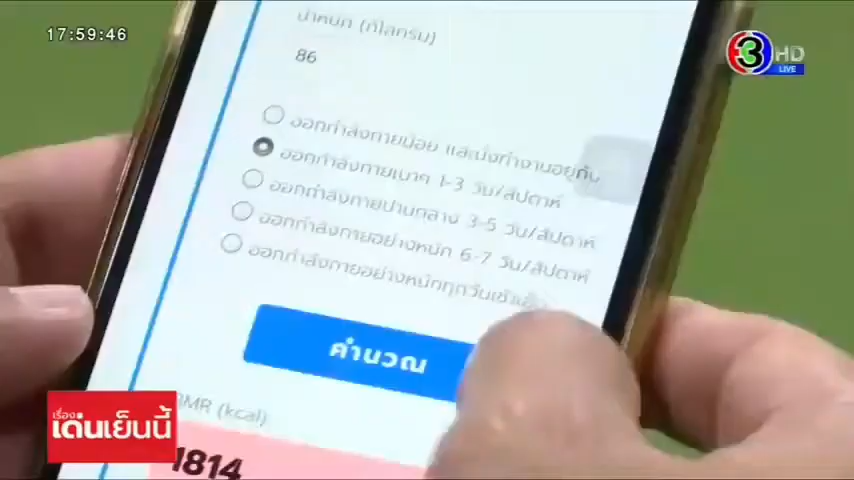 17:59:46
3 HD
LIVE
น้ำหนัก (กิโลกรัม)
86
ออกกำลังกายน้อย และนั่งทำงานอยู่กับ
ออกกำลังกายเบาๆ 1-3 วัน/สัปดาห์
ออกกำลังกายปานกลาง 3-5 วัน/สัปดาห์
ออกกำลังกายอย่างหนัก 6-7 วัน/สัปดาห์
ออกกำลังกายอย่างหนักทุกวันเช้าเย็น
คำนวณ
BMR (kcal)
1814
เรื่อง
เด่นเย็นนี้